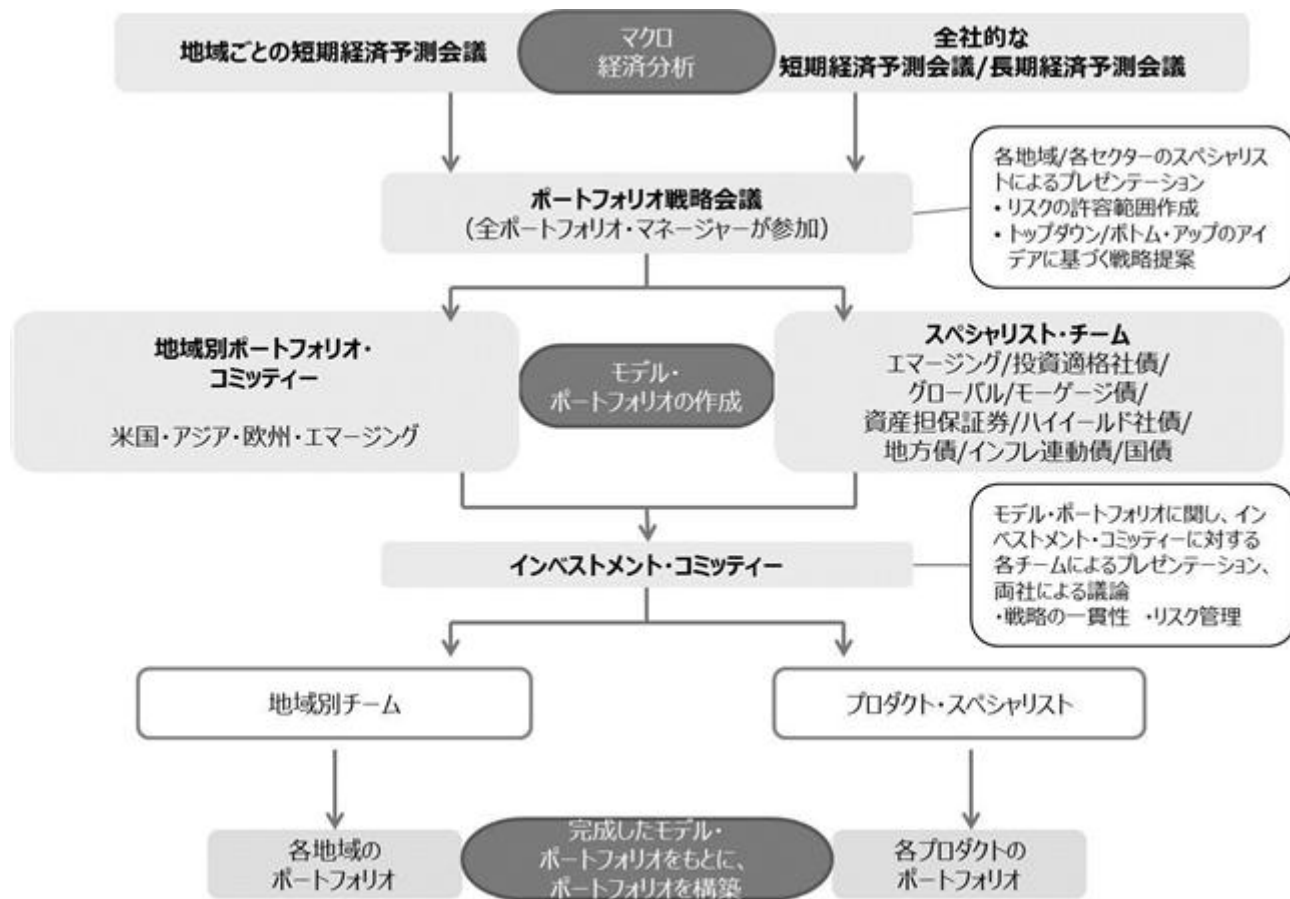 地域ごとの短期経済予測会議
マクロ
経済分析
全社的な
短期経済予測会議/長期経済予測会議
各地域/各セクターのスペシャリス
トによるプレゼンテーション
・リスクの許容範囲作成
・トップダウン/ボトム・アップのアイ
デアに基づく戦略提案
ポートフォリオ戦略会議
（全ポートフォリオ・マネージャーが参加）
地域別ポートフォリオ・
コミッティー
米国・アジア・欧州・エマージング
モデル・
ポートフォリオの作成
スペシャリスト・チーム
エマージング/投資適格社債/
グローバル/モーゲージ債/
資産担保証券/ハイイールド社債/
地方債/インフレ連動債/国債
インベストメント・コミッティー
モデル・ポートフォリオに関し、イン
ベストメント・コミッティーに対する
各チームによるプレゼンテーション、
両社による議論
・戦略の一貫性 ・リスク管理
地域別チーム
プロダクト・スペシャリスト
各地域の
ポートフォリオ
完成したモデル・
ポートフォリオをもとに、
ポートフォリオを構築
各プロダクトの
ポートフォリオ